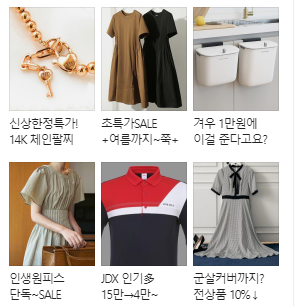 신상한정특가!
14K 체인팔찌
초특가SALE
+여름까지~쭉+
겨우 1만원에
이걸 준다고요?
인생원피스
단독~SALE
JDX 인기多
15만→4만~
군살커버까지?
전상품 10%↓